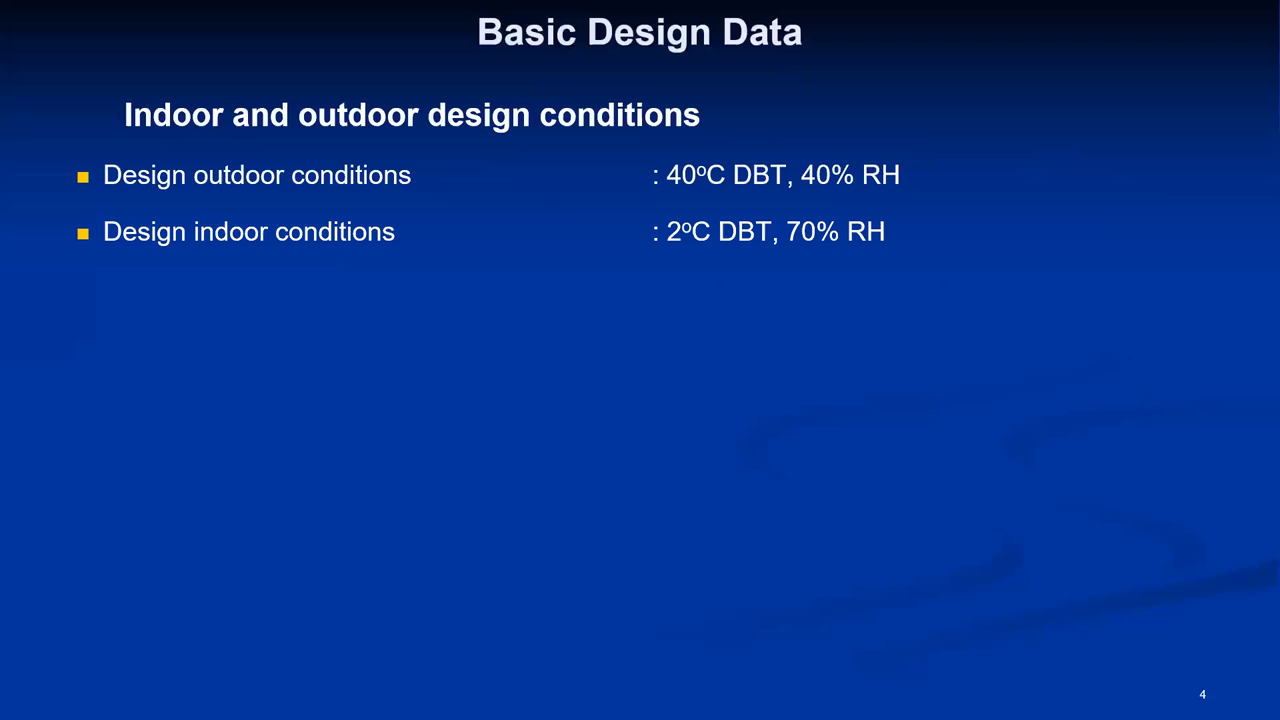 Basic Design Data
Indoor and outdoor design conditions
Design outdoor conditions : 40oC DBT, 40% RH
Design indoor conditions : 2oC DBT, 70% RH
4